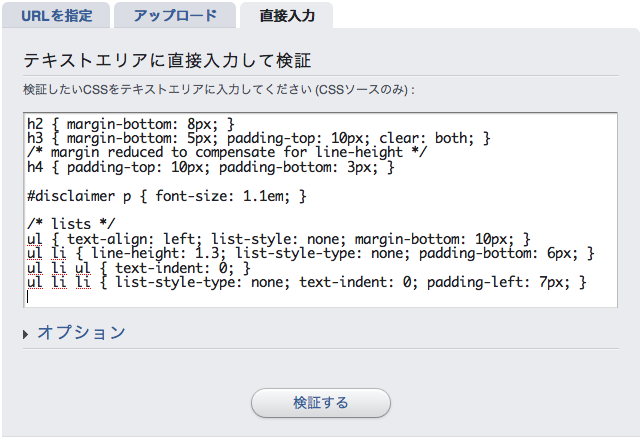 URLを指定
アップロード
直接入力
テキストエリアに直接入力して検証
検証したいCSSをテキストエリアに入力してください (CSSソースのみ) :
h2 { margin-bottom: 8px; }
h3 { margin-bottom: 5px; padding-top: 10px; clear: both; }
/* margin reduced to compensate for line-height */
h4 { padding-top: 10px; padding-bottom: 3px; }
#disclaimer p { font-size: 1.1em; }
/* lists */
ul { text-align: left; list-style: none; margin-bottom: 10px; }
ul li { line-height: 1.3; list-style-type: none; padding-bottom: 6px; }
ul li ul { text-indent: 0; }
ul li li { list-style-type: none; text-indent: 0; padding-left: 7px; }
オプション
検証する